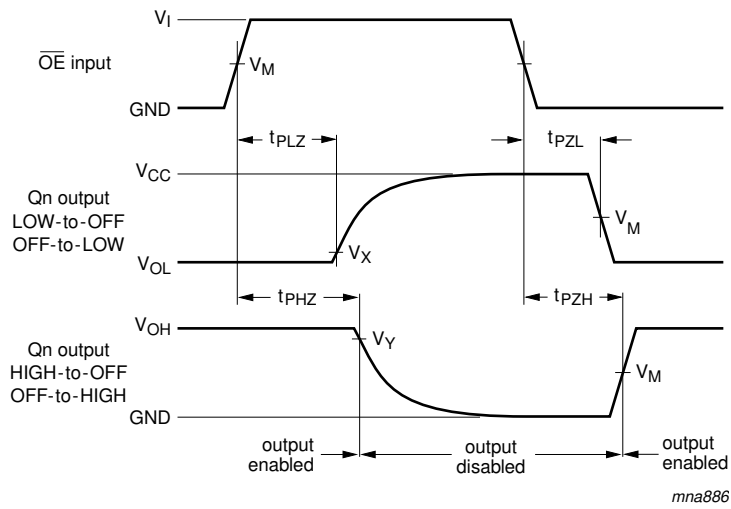 V_I
OE input
V_M
GND
t_PLZ
t_PZL
V_CC
Qn output
LOW-to-OFF
OFF-to-LOW
V_M
V_X
V_OL
t_PHZ
t_PZH
V_OH
V_Y
Qn output
HIGH-to-OFF
OFF-to-HIGH
V_M
GND
output
enabled
output
disabled
output
enabled
mna886